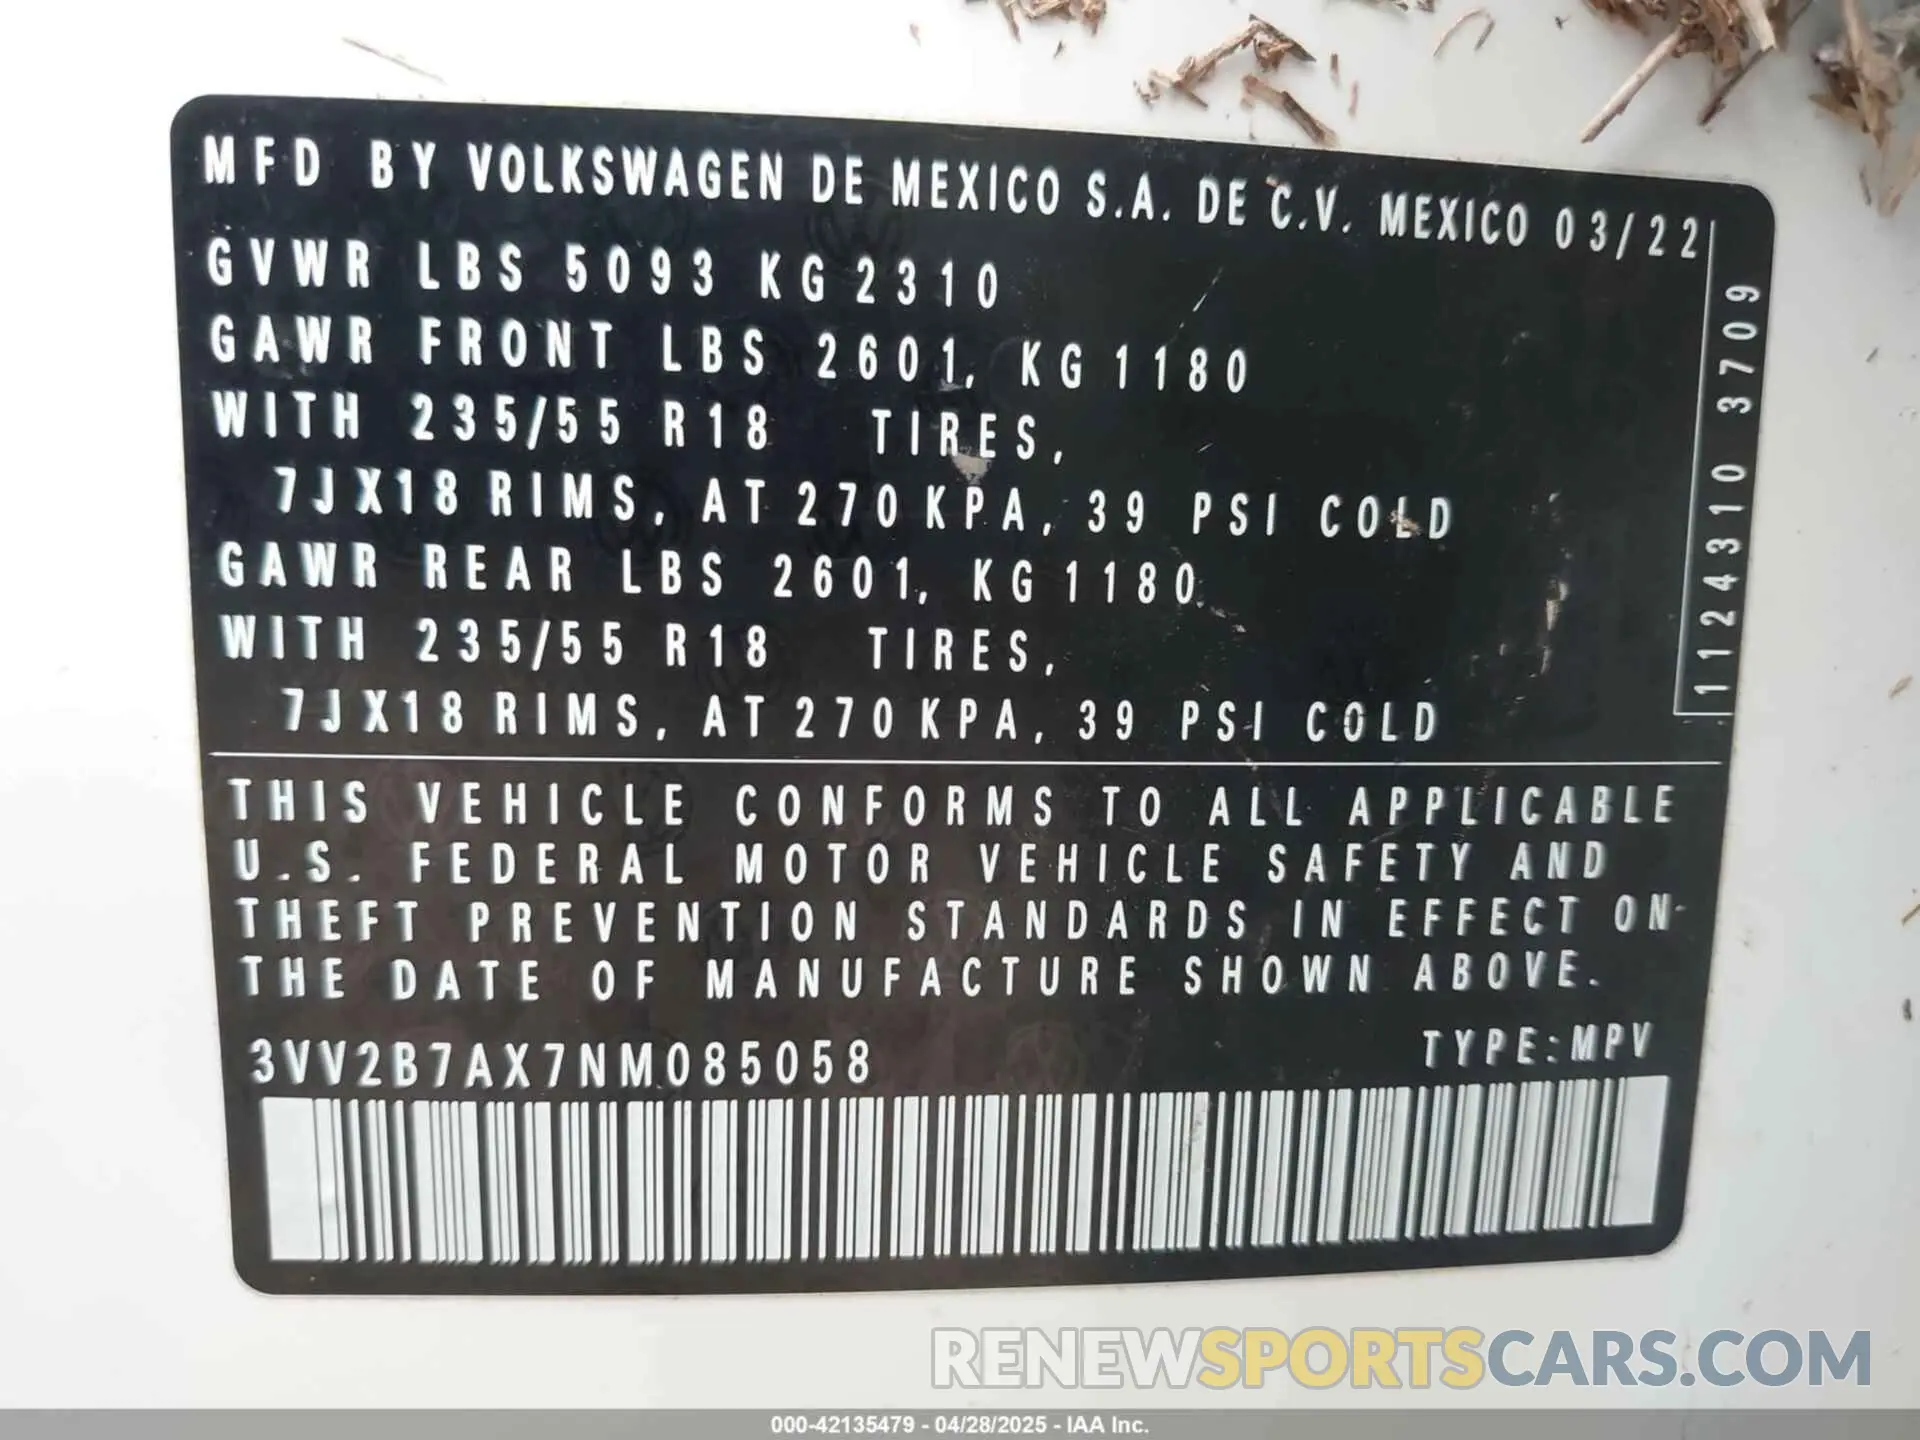 MFD BY VOLKSWAGEN DE MEXICO S.A. DE C.V. MEXICO 03/22
GVWR LBS 5093 KG 2310
GAWR FRONT LBS 2601, KG 1180
WITH 235/55 R18 TIRES,
7JX18 RIMS, AT 270 KPA, 39 PSI COLD
GAWR REAR LBS 2601, KG 1180
WITH 235/55 R18 TIRES,
7JX18 RIMS, AT 270 KPA, 39 PSI COLD
1124310 3709
THIS VEHICLE CONFORMS TO ALL APPLICABLE
U.S. FEDERAL MOTOR VEHICLE SAFETY AND
THEFT PREVENTION STANDARDS IN EFFECT ON
THE DATE OF MANUFACTURE SHOWN ABOVE.
3VV2B7AX7NM085058 TYPE:MPV
RENEWSPORTSCARS.COM
000-42135479 - 04/28/2025 - IAA Inc.